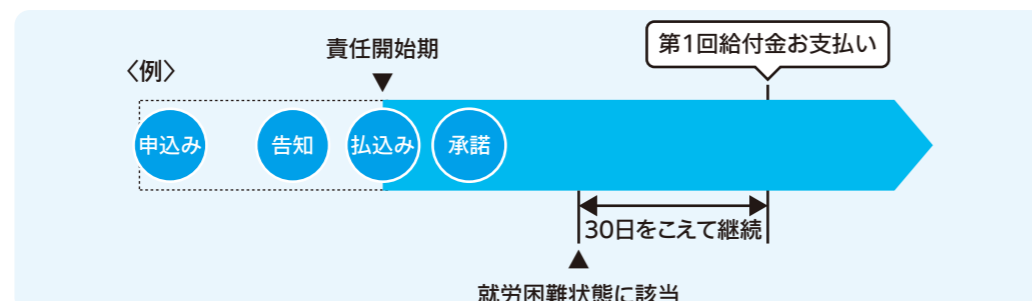 〈例〉
責任開始期
第1回給付金お支払い
申込み
告知
払込み
承諾
30日をこえて継続
就労困難状態に該当